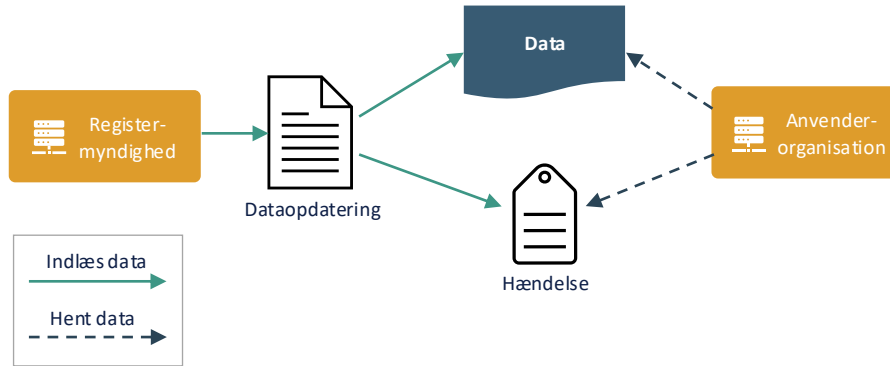 Data
Register-
myndighed
Anvender-
organisation
Dataopdatering
Hændelse
Indlæs data
Hent data